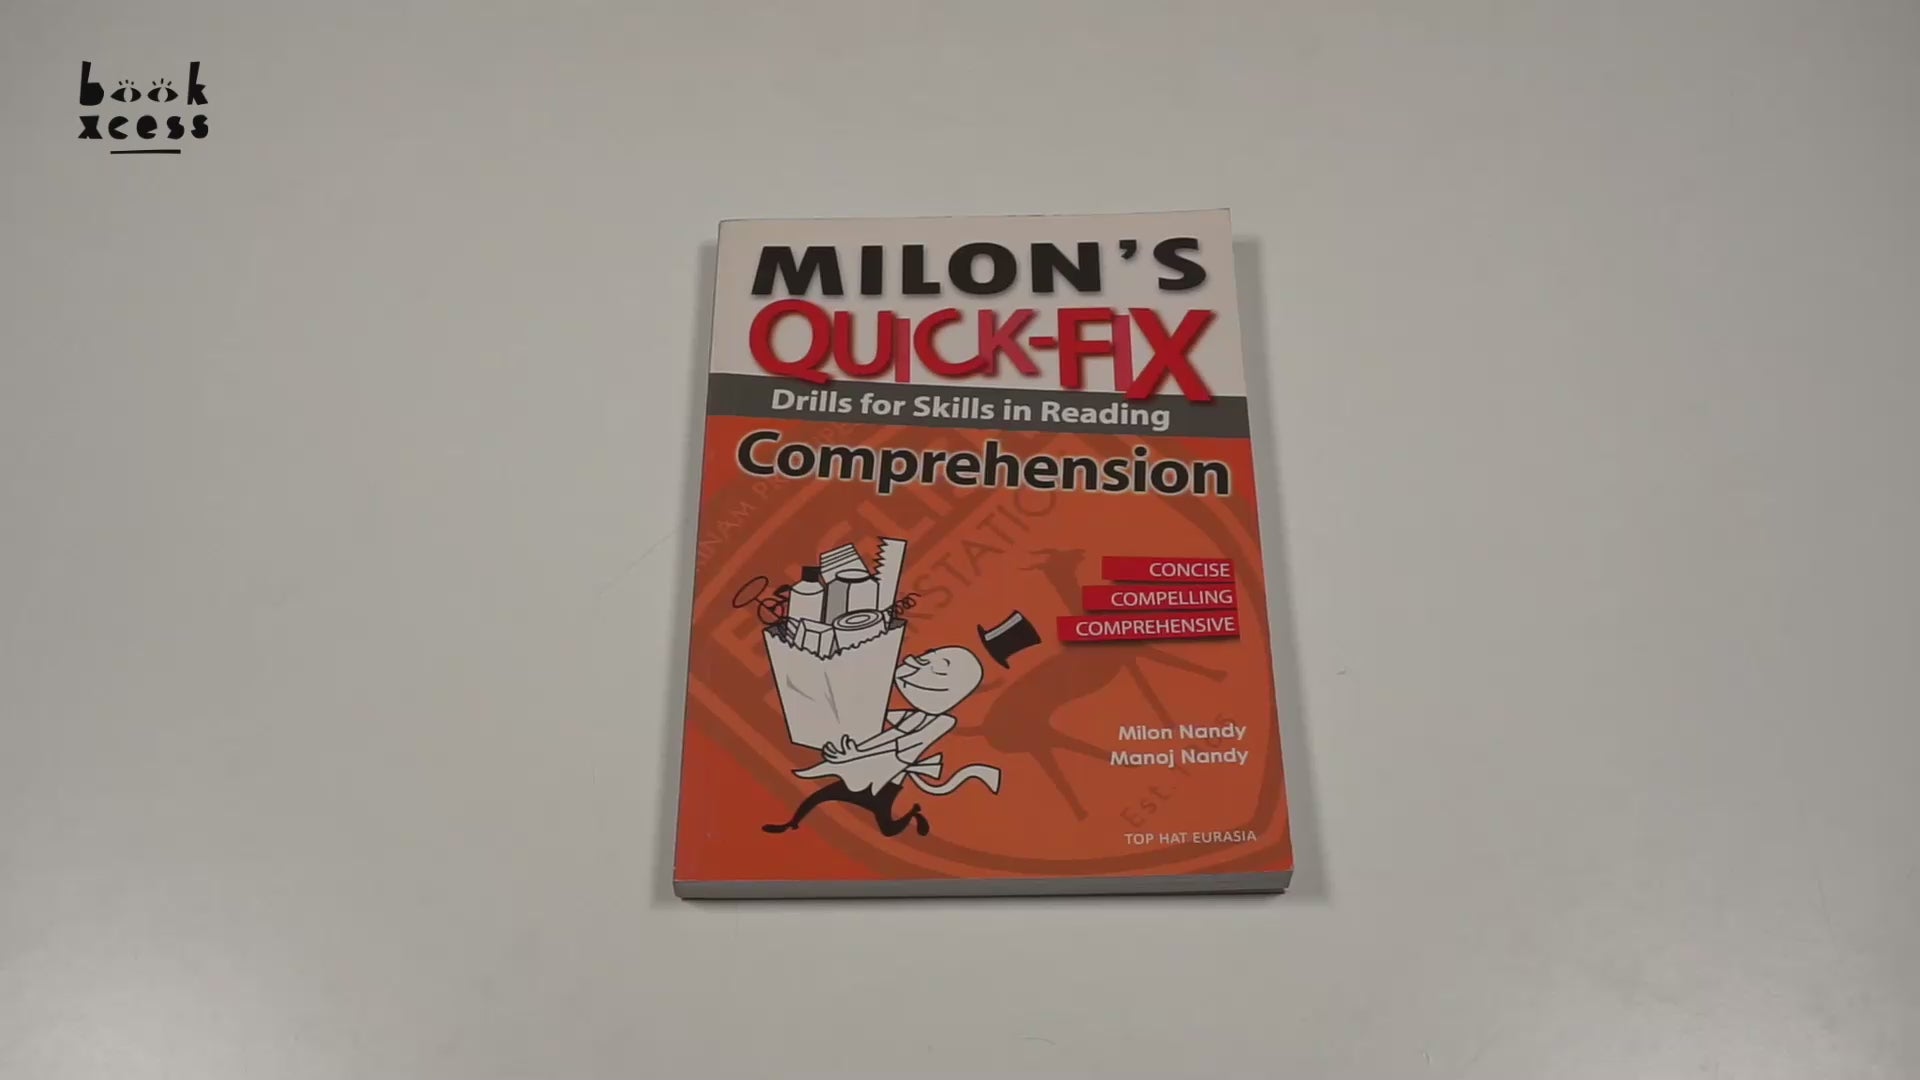 book
xcess
MILON'S
QUICK-FIX
Drills for Skills in Reading
Comprehension
CONCISE
COMPELLING
COMPREHENSIVE
Milon Nandy
Manoj Nandy
Est.
TOP HAT EURASIA